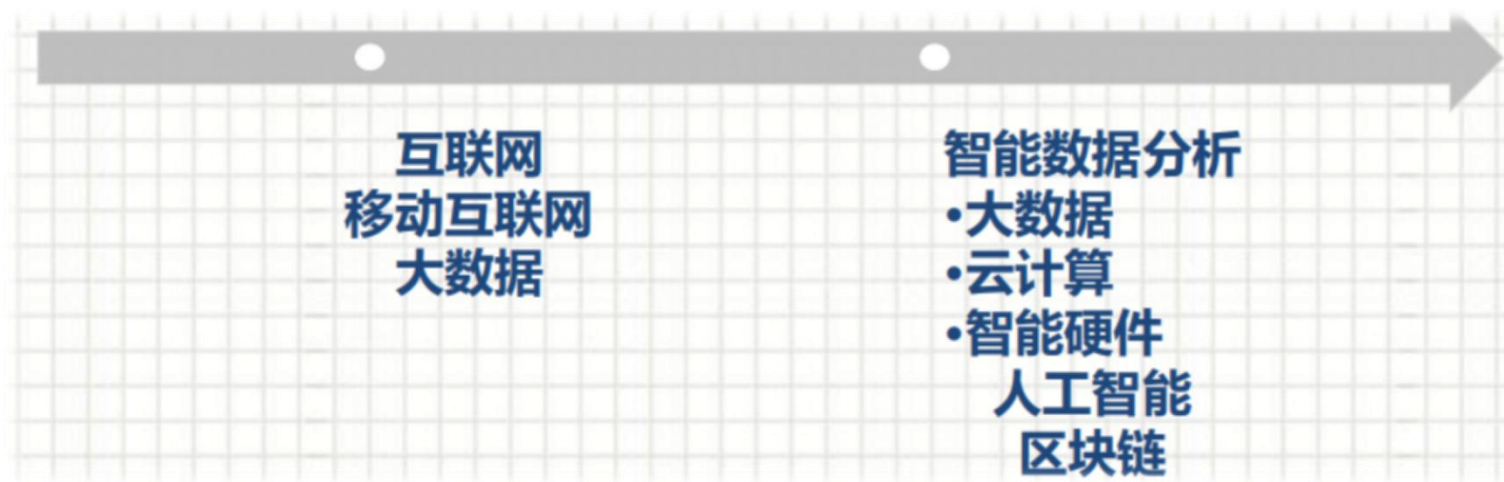 互联网
移动互联网
大数据
智能数据分析
•大数据
•云计算
•智能硬件
人工智能
区块链